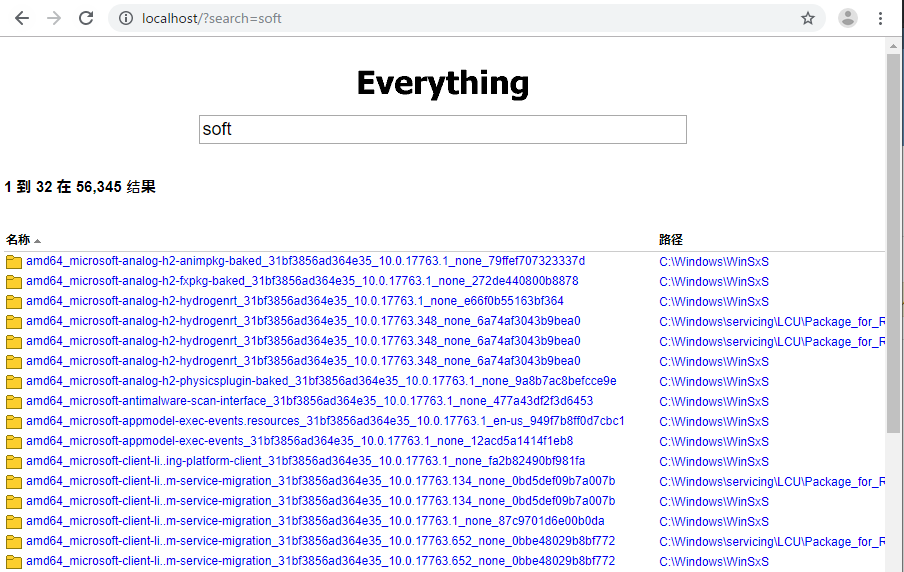 localhost/?search=soft
Everything
soft
1 到 32 在 56,345 结果
名称 路径
amd64_microsoft-analog-h2-animpkg-baked_31bf3856ad364e35_10.0.17763.1_none_79ffef707323337d C:\Windows\WinSxS
amd64_microsoft-analog-h2-fxpkg-baked_31bf3856ad364e35_10.0.17763.1_none_272de440800b8878 C:\Windows\WinSxS
amd64_microsoft-analog-h2-hydrogenrt_31bf3856ad364e35_10.0.17763.1_none_e66f0b55163bf364 C:\Windows\WinSxS
amd64_microsoft-analog-h2-hydrogenrt_31bf3856ad364e35_10.0.17763.348_none_6a74af3043b9bea0 C:\Windows\servicing\LCU\Package_for_R
amd64_microsoft-analog-h2-hydrogenrt_31bf3856ad364e35_10.0.17763.348_none_6a74af3043b9bea0 C:\Windows\servicing\LCU\Package_for_R
amd64_microsoft-analog-h2-hydrogenrt_31bf3856ad364e35_10.0.17763.348_none_6a74af3043b9bea0 C:\Windows\WinSxS
amd64_microsoft-analog-h2-physicsplugin-baked_31bf3856ad364e35_10.0.17763.1_none_9a8b7ac8befcce9e C:\Windows\WinSxS
amd64_microsoft-antimalware-scan-interface_31bf3856ad364e35_10.0.17763.1_none_477a43df2f3d6453 C:\Windows\WinSxS
amd64_microsoft-appmodel-exec-events.resources_31bf3856ad364e35_10.0.17763.1_en-us_949f7b8ff0d7cbc1 C:\Windows\WinSxS
amd64_microsoft-appmodel-exec-events_31bf3856ad364e35_10.0.17763.1_none_12acd5a1414f1eb8 C:\Windows\WinSxS
amd64_microsoft-client-li..ing-platform-client_31bf3856ad364e35_10.0.17763.1_none_fa2b82490bf981fa C:\Windows\WinSxS
amd64_microsoft-client-li..m-service-migration_31bf3856ad364e35_10.0.17763.134_none_0bd5def09b7a007b C:\Windows\servicing\LCU\Package_for_R
amd64_microsoft-client-li..m-service-migration_31bf3856ad364e35_10.0.17763.134_none_0bd5def09b7a007b C:\Windows\WinSxS
amd64_microsoft-client-li..m-service-migration_31bf3856ad364e35_10.0.17763.1_none_87c9701d6e00b0da C:\Windows\WinSxS
amd64_microsoft-client-li..m-service-migration_31bf3856ad364e35_10.0.17763.652_none_0bbe48029b8bf772 C:\Windows\servicing\LCU\Package_for_R
amd64_microsoft-client-li..m-service-migration_31bf3856ad364e35_10.0.17763.652_none_0bbe48029b8bf772 C:\Windows\WinSxS